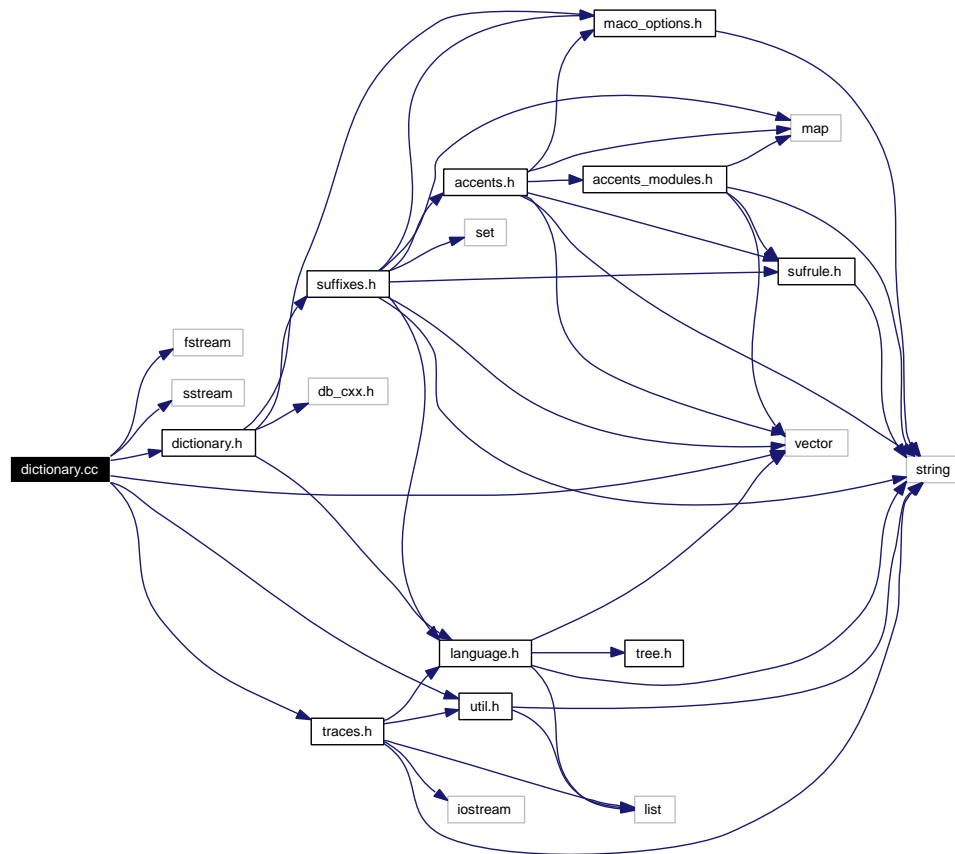 maco_options.h
map
accents.h
accents_modules.h
set
sufrule.h
suffixes.h
fstream
sstream
db_cxx.h
dictionary.h
vector
dictionary.cc
string
language.h
tree.h
util.h
traces.h
iostream
list